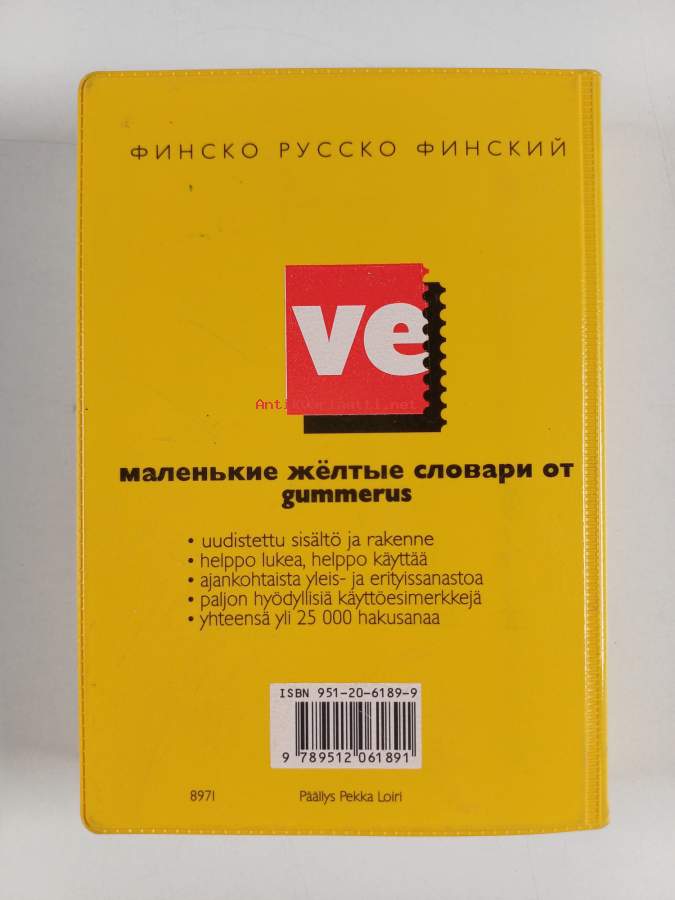 ФИНСКО РУССКО ФИНСКИЙ
ve
Antikvariaatti.net
маленькие жёлтые словари от
gummerus
• uudistettu sisältö ja rakenne
• helppo lukea, helppo käyttää
• ajankohtaista yleis- ja erityissanastoa
• paljon hyödyllisiä käyttöesimerkkejä
• yhteensä yli 25 000 hakusanaa
ISBN 951-20-6189-9
9 789512 061891
8971 Päällys Pekka Loiri